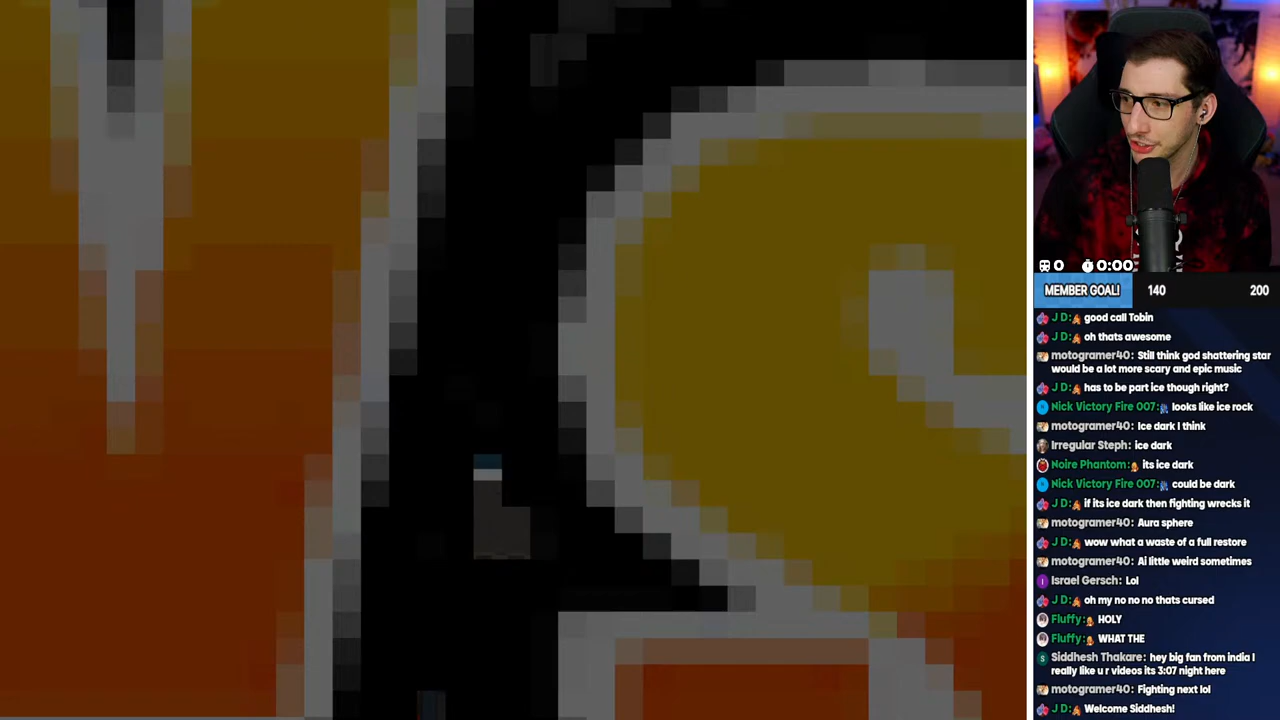 0 0:00
MEMBER GOAL! 140 200
J D: good call Tobin
J D: oh thats awesome
motogramer40: Still think god shattering star
would be a lot more scary and epic music
J D: has to be part ice though right?
Nick Victory Fire 007: looks like ice rock
motogramer40: Ice dark I think
Irregular Steph: ice dark
Noire Phantom: its ice dark
Nick Victory Fire 007: could be dark
J D: if its ice dark then fighting wrecks it
motogramer40: Aura sphere
J D: wow what a waste of a full restore
motogramer40: Ai little weird sometimes
Israel Gersch: Lol
J D: oh my no no no thats cursed
Fluffy: HOLY
Fluffy: WHAT THE
Siddhesh Thakare: hey big fan from india I
really like u r videos its 3:07 night here
motogramer40: Fighting next lol
J D: Welcome Siddhesh!